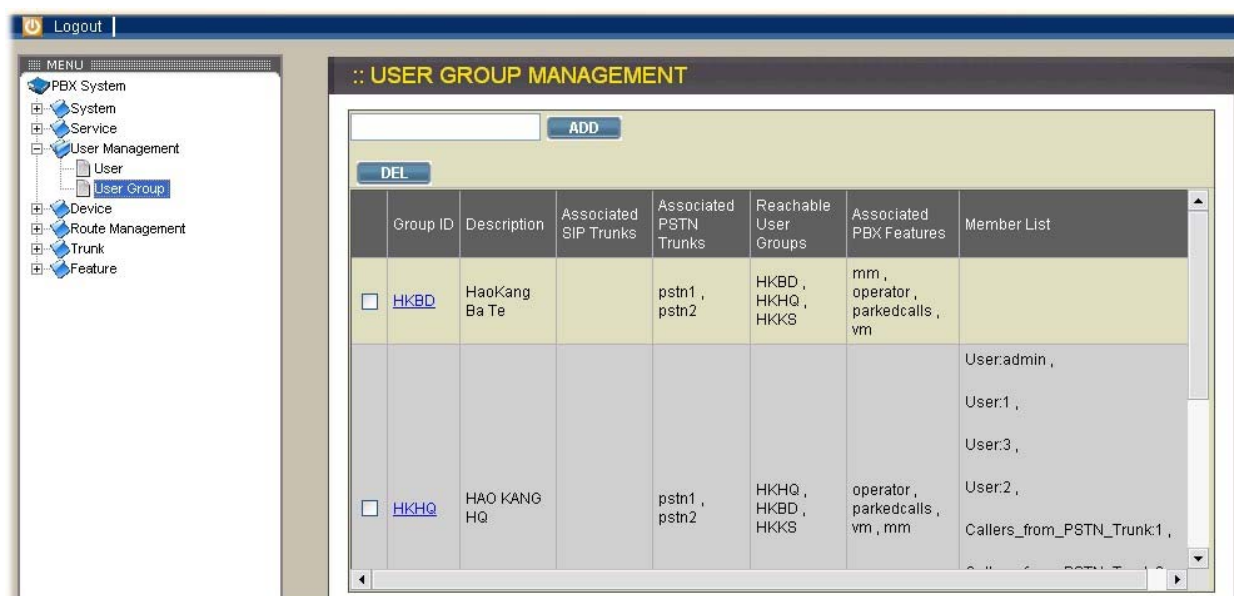 Logout
MENU
PBX System
System
Service
User Management
User
User Group
Device
Route Management
Trunk
Feature
:: USER GROUP MANAGEMENT
ADD
DEL
Group ID
Description
Associated
SIP Trunks
Associated
PSTN
Trunks
Reachable
User
Groups
Associated
PBX Features
Member List
HKBD
HaoKang
Ba Te
pstn1 ,
pstn2
HKBD ,
HKHQ ,
HKKS
mm ,
operator ,
parkedcalls ,
vm
HKHQ
HAO KANG
HQ
pstn1 ,
pstn2
HKHQ ,
HKBD ,
HKKS
operator ,
parkedcalls ,
vm , mm
User:admin ,
User:1 ,
User:3 ,
User:2 ,
Callers_from_PSTN_Trunk:1 ,